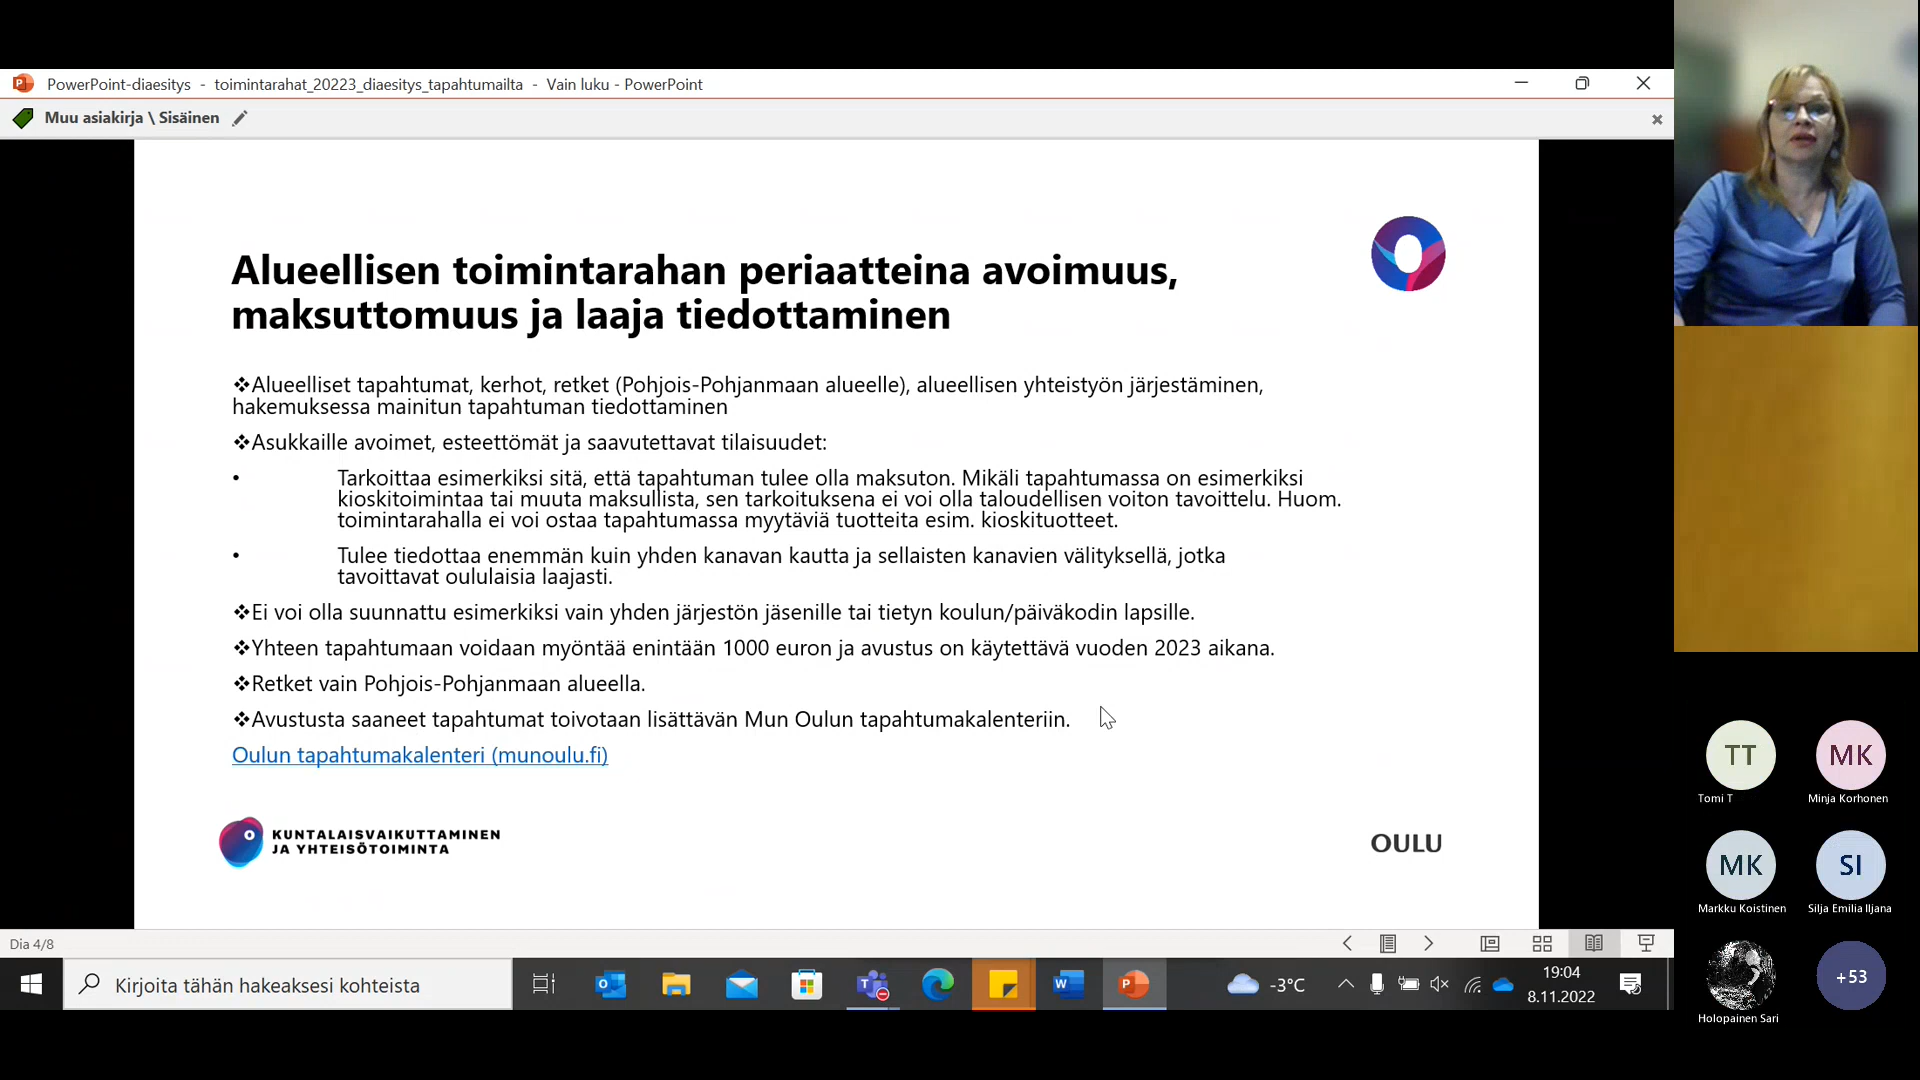 PowerPoint-diaesitys - toimintarahat_20223_diaesitys_tapahtumailta - Vain luku - PowerPoint
Muu asiakirja \ Sisäinen
Alueellisen toimintarahan periaatteina avoimuus,
maksuttomuus ja laaja tiedottaminen
❖Alueelliset tapahtumat, kerhot, retket (Pohjois-Pohjanmaan alueelle), alueellisen yhteistyön järjestäminen,
hakemuksessa mainitun tapahtuman tiedottaminen
❖Asukkaille avoimet, esteettömät ja saavutettavat tilaisuudet:
• Tarkoittaa esimerkiksi sitä, että tapahtuman tulee olla maksuton. Mikäli tapahtumassa on esimerkiksi
kioskitoimintaa tai muuta maksullista, sen tarkoituksena ei voi olla taloudellisen voiton tavoittelu. Huom.
toimintarahalla ei voi ostaa tapahtumassa myytäviä tuotteita esim. kioskituotteet.
• Tulee tiedottaa enemmän kuin yhden kanavan kautta ja sellaisten kanavien välityksellä, jotka
tavoittavat oululaisia laajasti.
❖Ei voi olla suunnattu esimerkiksi vain yhden järjestön jäsenille tai tietyn koulun/päiväkodin lapsille.
❖Yhteen tapahtumaan voidaan myöntää enintään 1000 euron ja avustus on käytettävä vuoden 2023 aikana.
❖Retket vain Pohjois-Pohjanmaan alueella.
❖Avustusta saaneet tapahtumat toivotaan lisättävän Mun Oulun tapahtumakalenteriin.
Oulun tapahtumakalenteri (munoulu.fi)
KUNTALAISVAIKUTTAMINEN
JA YHTEISÖTOIMINTA
OULU
Dia 4/8
Kirjoita tähän hakeaksesi kohteista
-3°C
19:04
8.11.2022
TT
Tomi T
MK
Minja Korhonen
MK
Markku Koistinen
SI
Silja Emilia Iljana
Holopainen Sari
+53